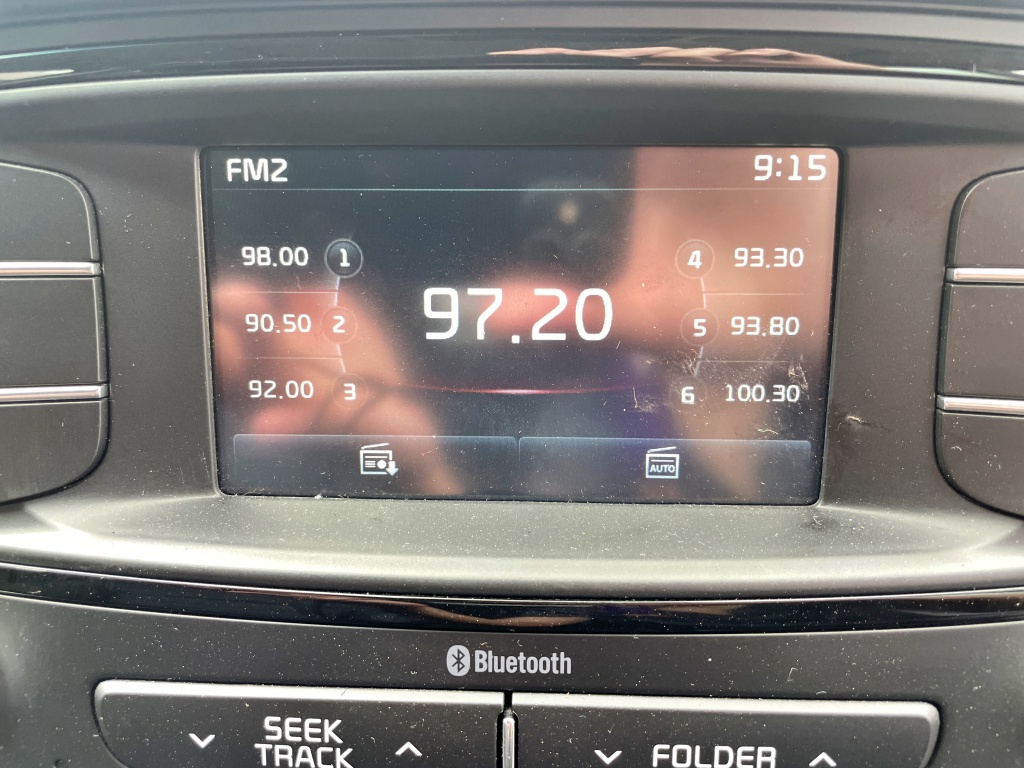 FM2 9:15
98.00 1 4 93.30
97.20
90.50 2 5 93.80
92.00 3 6 100.30
AUTO
Bluetooth
SEEK
TRACK
FOLDER